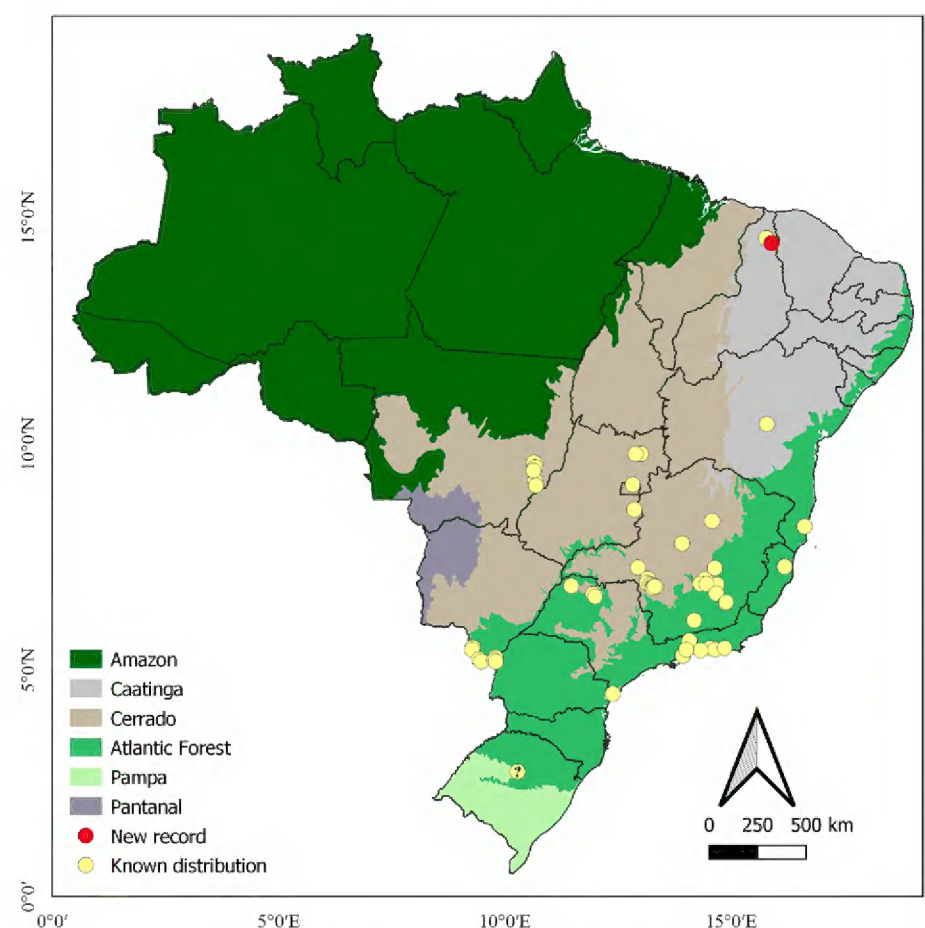 15°0′N
10°0′N
5°0′N
0°0′
0°0′
5°0′E
10°0′E
15°0′E
Amazon
Caatinga
Cerrado
Atlantic Forest
Pampa
Pantanal
New record
Known distribution
0 250 500 km
?